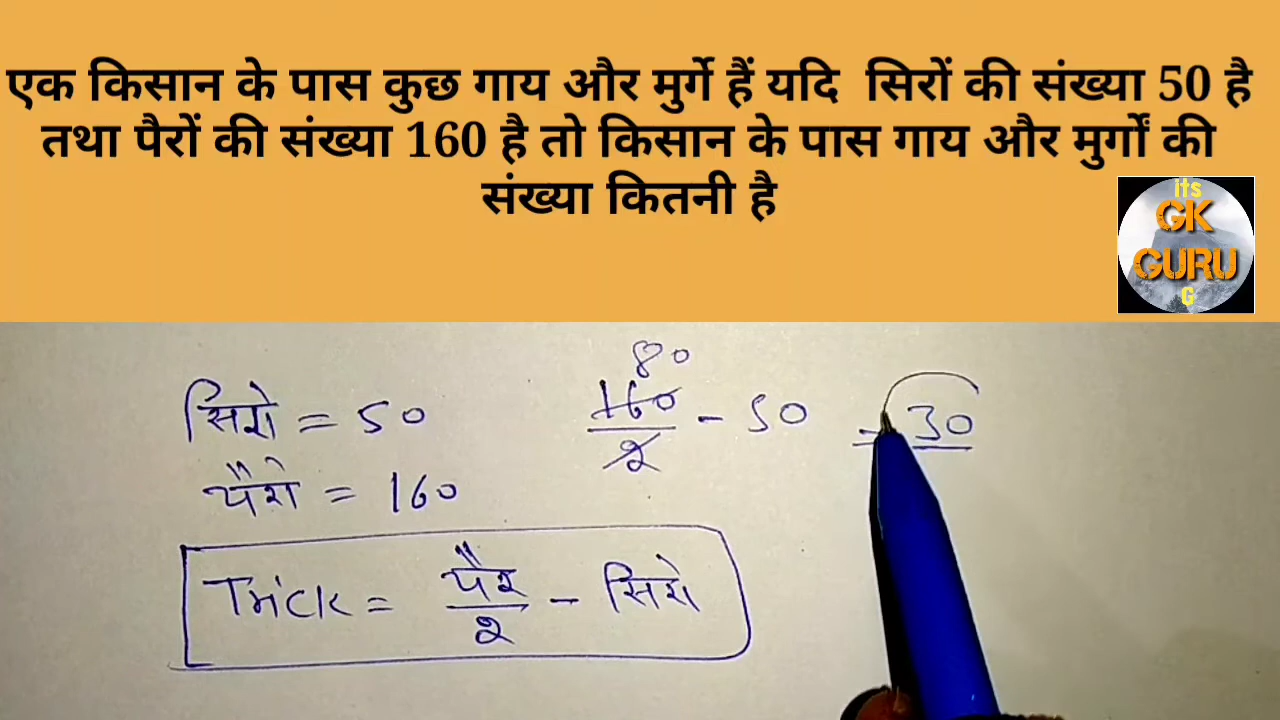 एक किसान के पास कुछ गाय और मुर्गे हैं यदि सिरों की संख्या 50 है
तथा पैरों की संख्या 160 है तो किसान के पास गाय और मुर्गों की
संख्या कितनी है
its
GK
GURU
G
80
सिरो = 50
160/2 - 50 = 30
पैरो = 160
Trick = पैर/2 - सिरो